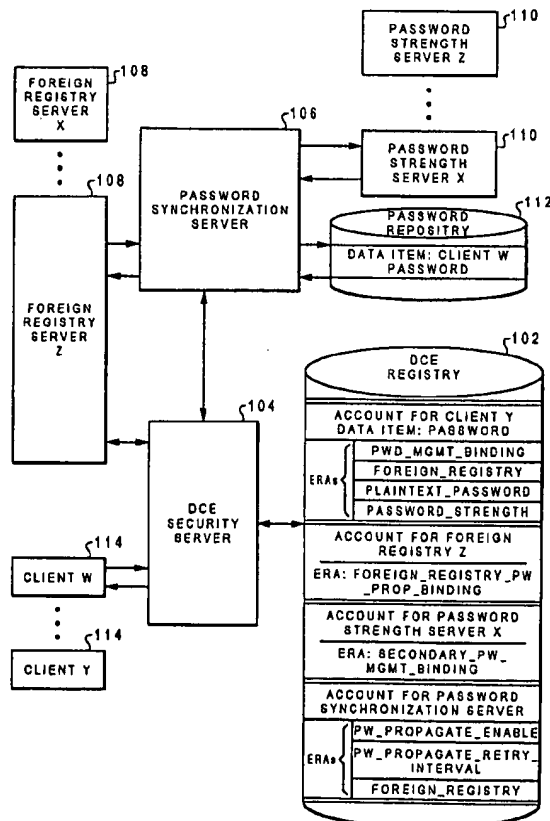 110
PASSWORD
STRENGTH
SERVER Z
108
FOREIGN
REGISTRY
SERVER
X
106
110
PASSWORD
STRENGTH
SERVER X
108
PASSWORD
SYNCHRONIZATION
SERVER
112
PASSWORD
REPOSITRY
DATA ITEM: CLIENT W
PASSWORD
FOREIGN
REGISTRY
SERVER
Z
102
DCE
REGISTRY
104
ACCOUNT FOR CLIENT Y
DATA ITEM: PASSWORD
ERAs
PWD_MGMT_BINDING
FOREIGN_REGISTRY
PLAINTEXT_PASSWORD
PASSWORD_STRENGTH
DCE
SECURITY
SERVER
ACCOUNT FOR FOREIGN
REGISTRY Z
ERA: FOREIGN_REGISTRY_PW
_PROP_BINDING
114
CLIENT W
ACCOUNT FOR PASSWORD
STRENGTH SERVER X
ERA: SECONDARY_PW_
MGMT_BINDING
114
CLIENT Y
ACCOUNT FOR PASSWORD
SYNCHRONIZATION SERVER
ERAs
PW_PROPAGATE_ENABLE
PW_PROPAGATE_RETRY_
INTERVAL
FOREIGN_REGISTRY